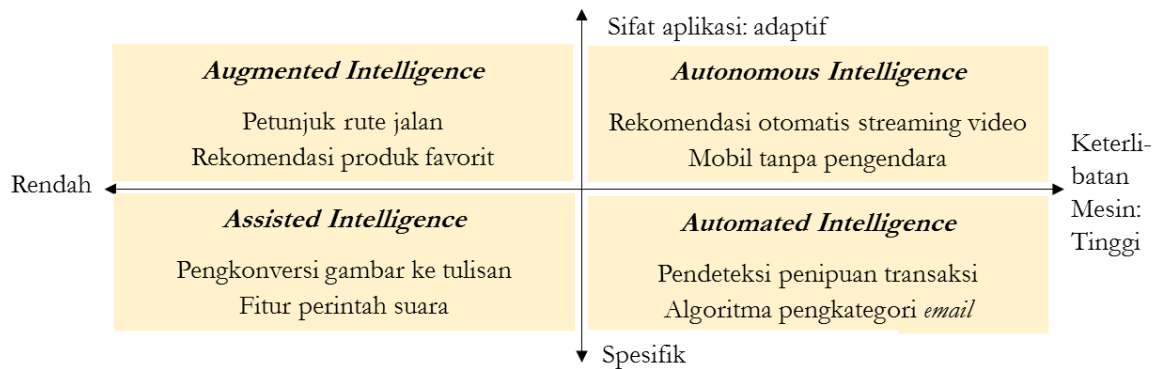 Sifat aplikasi: adaptif
Augmented Intelligence
Petunjuk rute jalan
Rekomendasi produk favorit
Autonomous Intelligence
Rekomendasi otomatis streaming video
Mobil tanpa pengendara
Rendah
Keterli-
batan
Mesin:
Tinggi
Assisted Intelligence
Pengkonversi gambar ke tulisan
Fitur perintah suara
Automated Intelligence
Pendeteksi penipuan transaksi
Algoritma pengkategori email
Spesifik